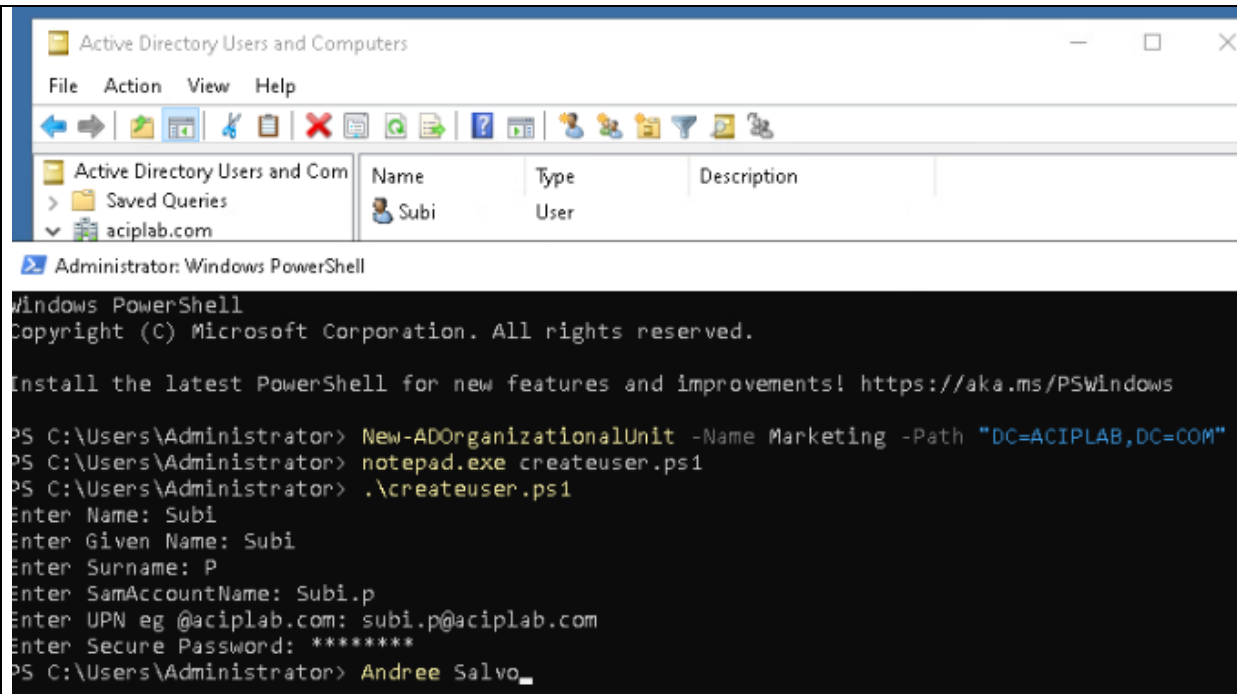 Active Directory Users and Computers
File Action View Help
Active Directory Users and Com
Name Type Description
Saved Queries
Subi User
aciplab.com
Administrator: Windows PowerShell
Windows PowerShell
Copyright (C) Microsoft Corporation. All rights reserved.
Install the latest PowerShell for new features and improvements! https://aka.ms/PSWindows
PS C:\Users\Administrator> New-ADOrganizationalUnit -Name Marketing -Path "DC=ACIPLAB,DC=COM"
PS C:\Users\Administrator> notepad.exe createuser.ps1
PS C:\Users\Administrator> .\createuser.ps1
Enter Name: Subi
Enter Given Name: Subi
Enter Surname: P
Enter SamAccountName: Subi.p
Enter UPN eg @aciplab.com: subi.p@aciplab.com
Enter Secure Password: ********
PS C:\Users\Administrator> Andree Salvo_